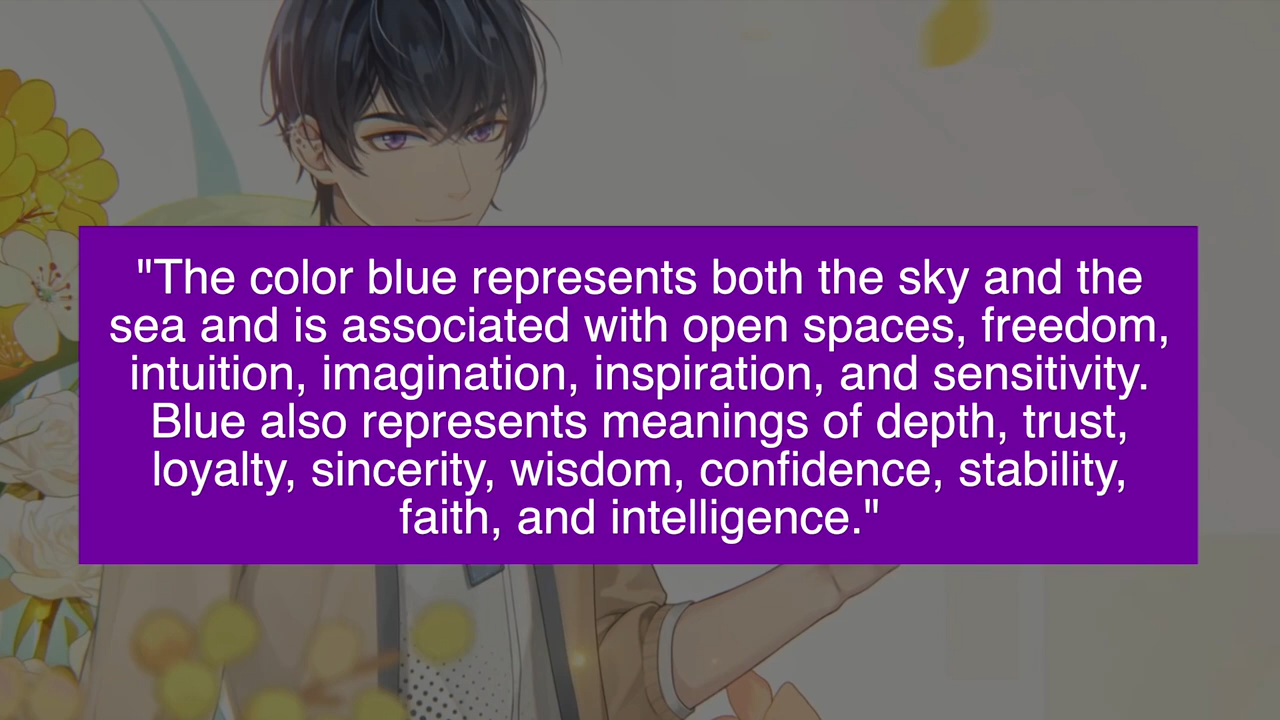 "The color blue represents both the sky and the
sea and is associated with open spaces, freedom,
intuition, imagination, inspiration, and sensitivity.
Blue also represents meanings of depth, trust,
loyalty, sincerity, wisdom, confidence, stability,
faith, and intelligence."